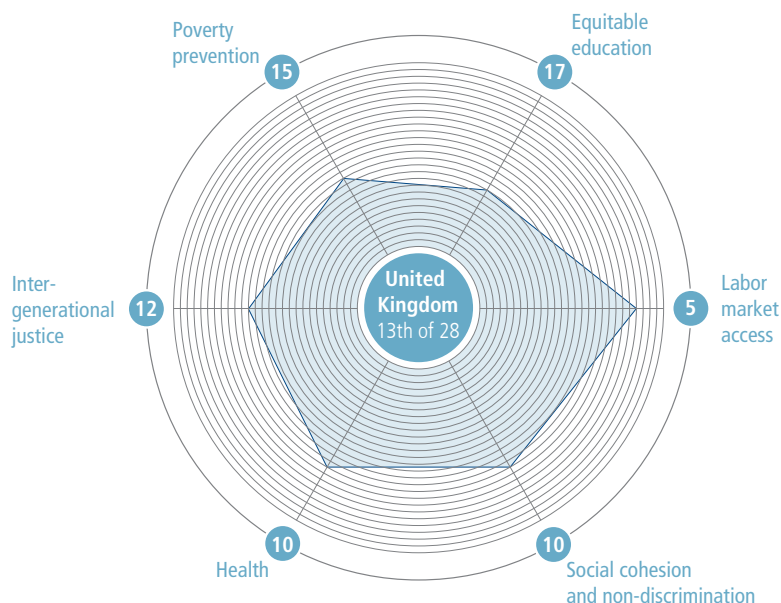 Poverty
prevention
15
Equitable
education
17
Inter-
generational
justice
12
United
Kingdom
13th of 28
5
Labor
market
access
10
Health
10
Social cohesion
and non-discrimination